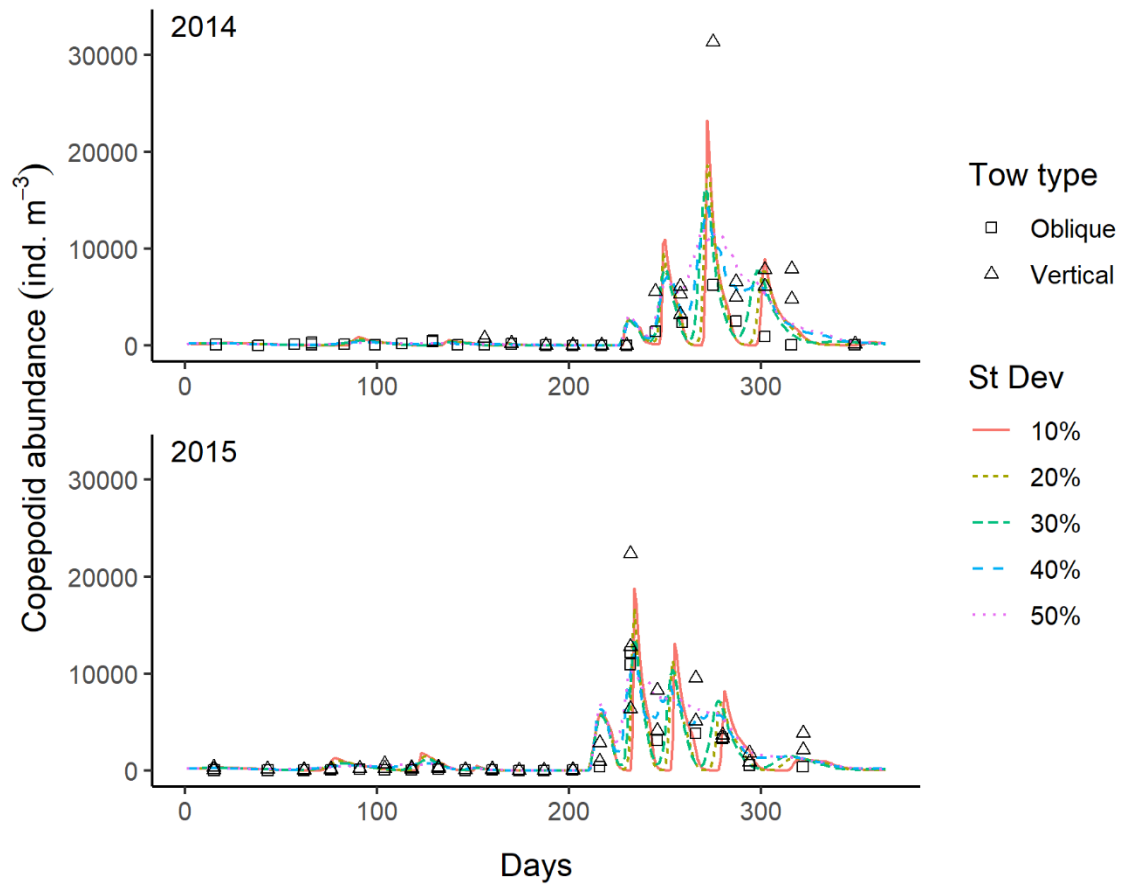 2014
30000
20000
10000
0
0 100 200 300
2015
30000
20000
10000
0
0 100 200 300
Copepodid abundance (ind. m⁻³)
Days
Tow type
Oblique
Vertical
St Dev
10%
20%
30%
40%
50%